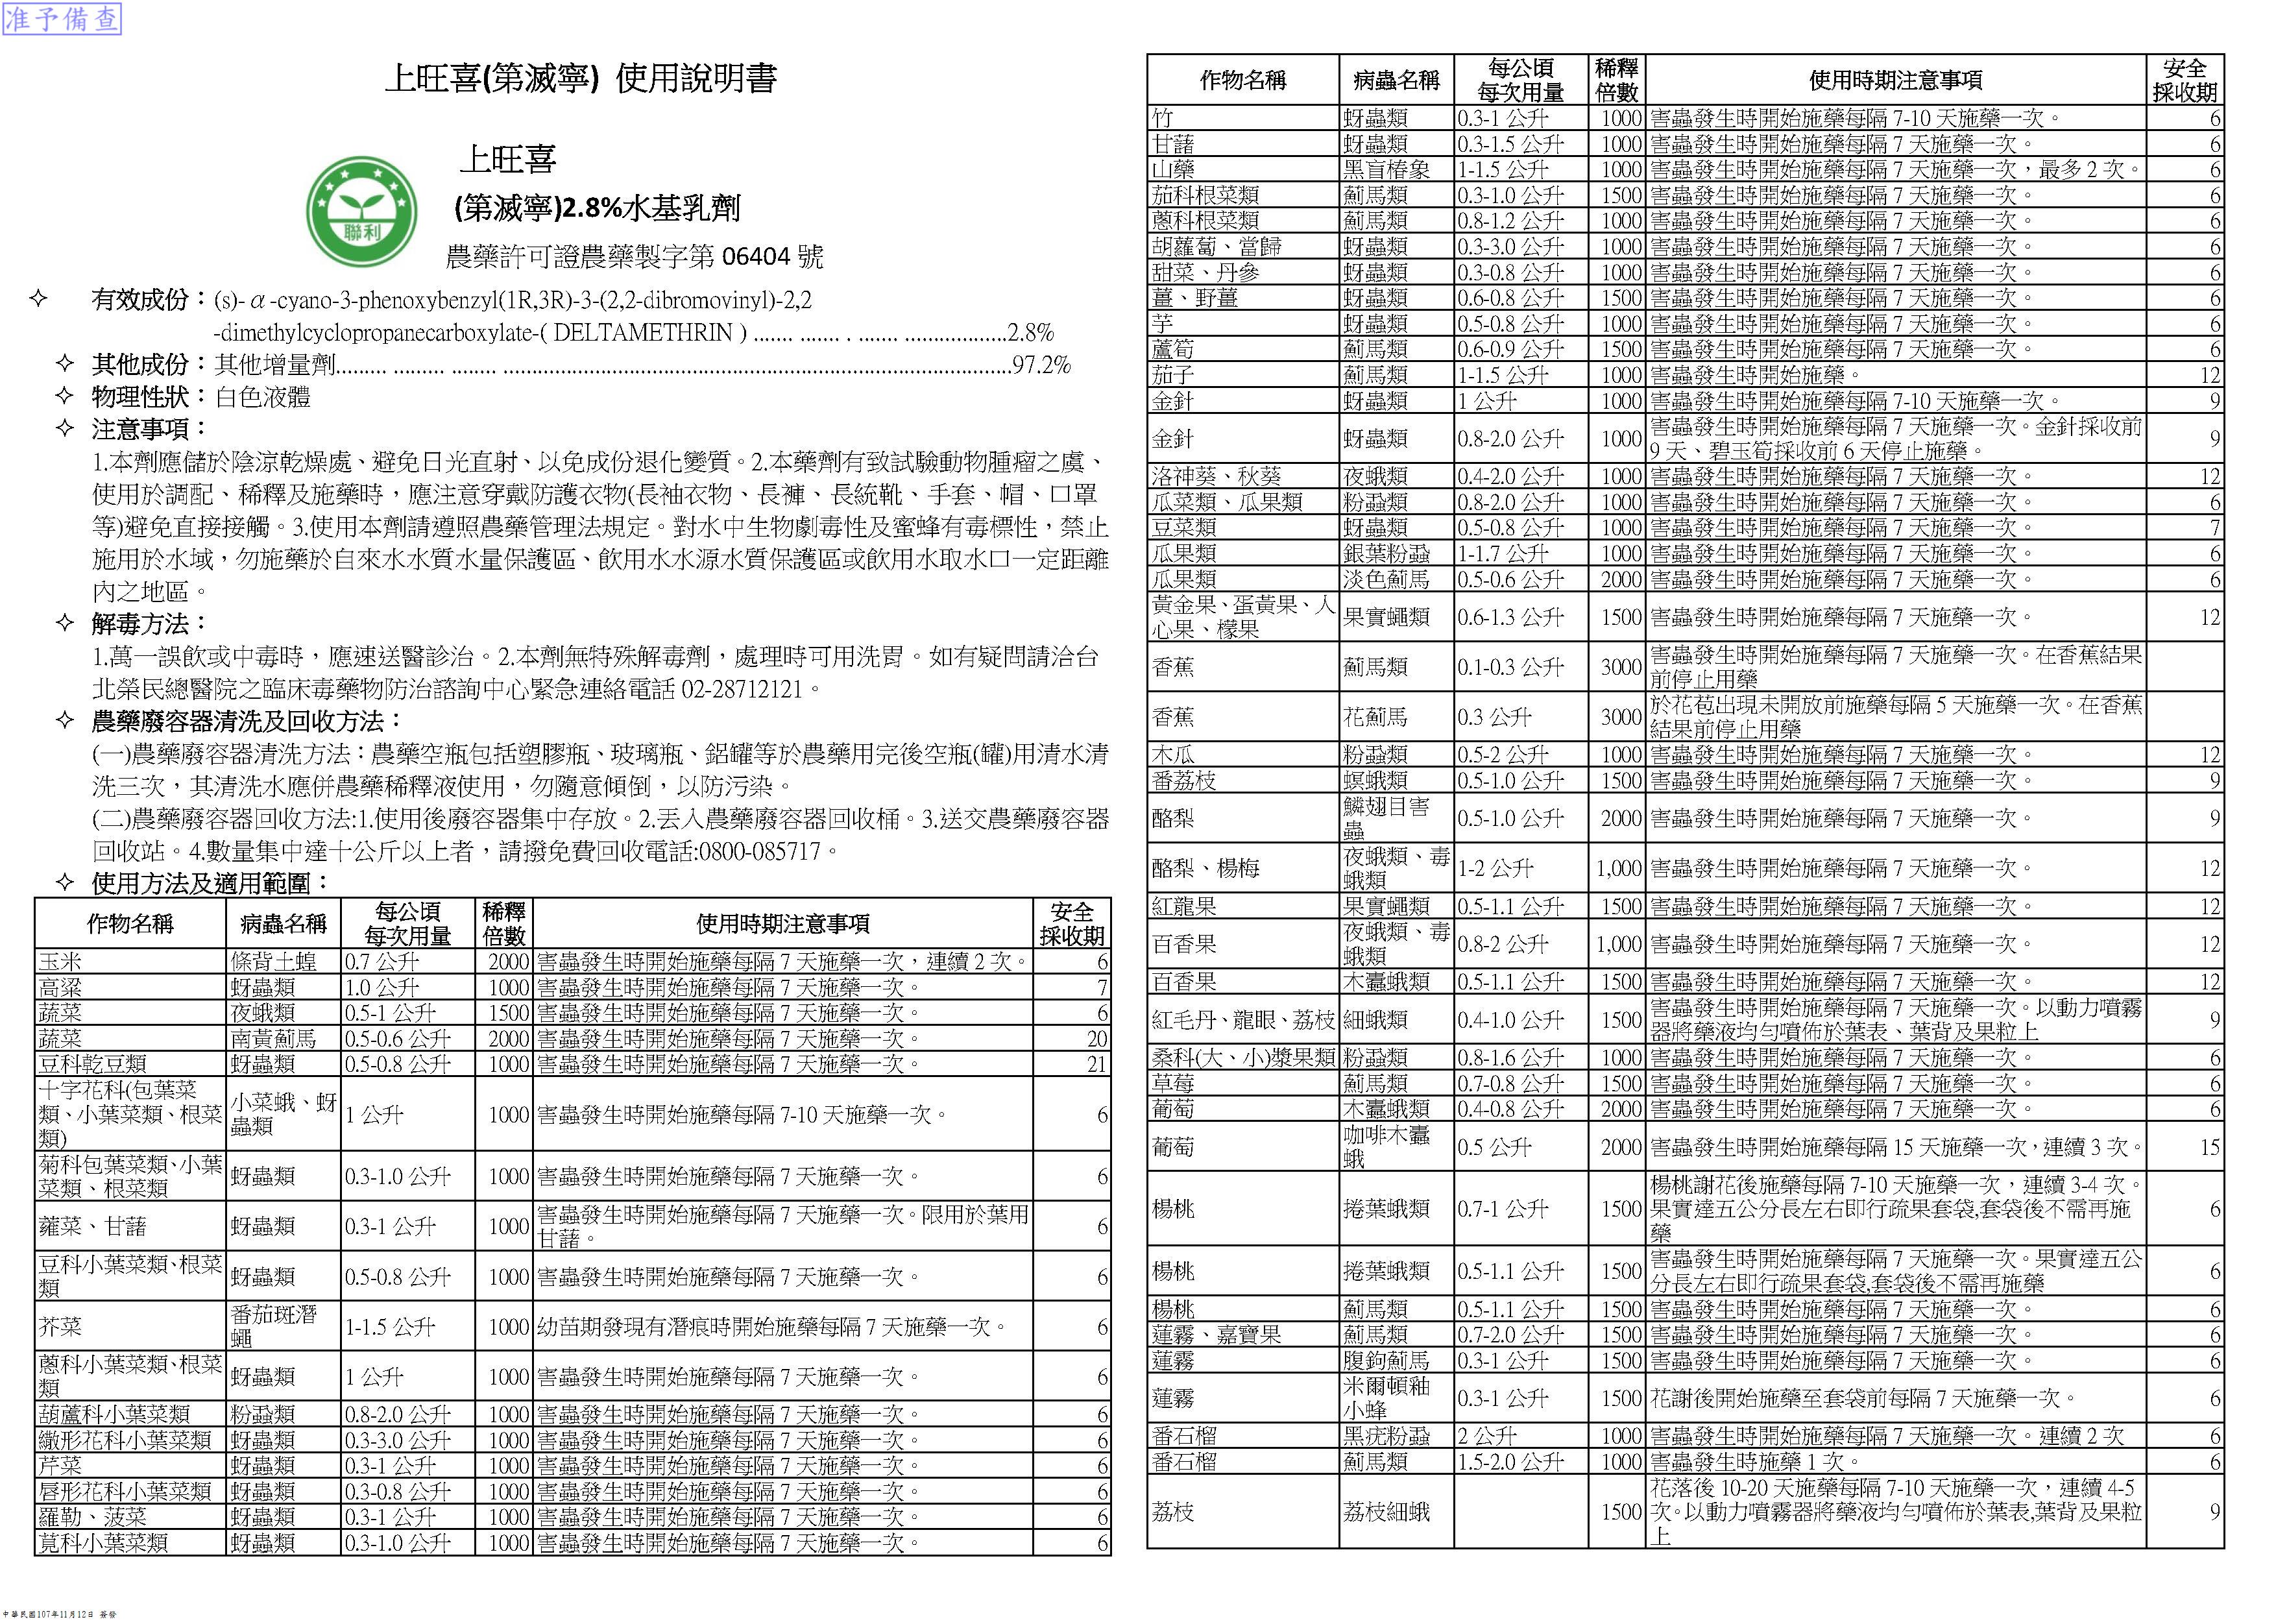 准予備查
上旺喜(第滅寧) 使用說明書
上旺喜
聯利
(第滅寧)2.8%水基乳劑
農藥許可證農藥製字第 06404 號
✧ 有效成份：(s)-α-cyano-3-phenoxybenzyl(1R,3R)-3-(2,2-dibromovinyl)-2,2
-dimethylcyclopropanecarboxylate-( DELTAMETHRIN ) ....... ....... . ....... ..................2.8%
✧ 其他成份：其他增量劑......... ......... ....... .......................................................................................97.2%
✧ 物理性狀：白色液體
✧ 注意事項：
1.本劑應儲於陰涼乾燥處、避免日光直射、以免成份退化變質。2.本藥劑有致試驗動物腫瘤之虞、
使用於調配、稀釋及施藥時，應注意穿戴防護衣物(長袖衣物、長褲、長統靴、手套、帽、口罩
等)避免直接接觸。3.使用本劑請遵照農藥管理法規定。對水中生物劇毒性及蜜蜂有毒標性，禁止
施用於水域，勿施藥於自來水水質水量保護區、飲用水水源水質保護區或飲用水取水口一定距離
內之地區。
✧ 解毒方法：
1.萬一誤飲或中毒時，應速送醫診治。2.本劑無特殊解毒劑，處理時可用洗胃。如有疑問請洽台
北榮民總醫院之臨床毒藥物防治諮詢中心緊急連絡電話 02-28712121。
✧ 農藥廢容器清洗及回收方法：
(一)農藥廢容器清洗方法：農藥空瓶包括塑膠瓶、玻璃瓶、鋁罐等於農藥用完後空瓶(罐)用清水清
洗三次，其清洗水應併農藥稀釋液使用，勿隨意傾倒，以防污染。
(二)農藥廢容器回收方法:1.使用後廢容器集中存放。2.丟入農藥廢容器回收桶。3.送交農藥廢容器
回收站。4.數量集中達十公斤以上者，請撥免費回收電話:0800-085717。
✧ 使用方法及適用範圍：
作物名稱 病蟲名稱 每公頃每次用量 稀釋倍數 使用時期注意事項 安全採收期
玉米 條背土蝗 0.7 公升 2000 害蟲發生時開始施藥每隔 7 天施藥一次，連續 2 次。 6
高粱 蚜蟲類 1.0 公升 1000 害蟲發生時開始施藥每隔 7 天施藥一次。 7
蔬菜 夜蛾類 0.5-1 公升 1500 害蟲發生時開始施藥每隔 7 天施藥一次。 6
蔬菜 南黃薊馬 0.5-0.6 公升 2000 害蟲發生時開始施藥每隔 7 天施藥一次。 20
豆科乾豆類 蚜蟲類 0.5-0.8 公升 1000 害蟲發生時開始施藥每隔 7 天施藥一次。 21
十字花科(包葉菜類、小葉菜類、根菜類) 小菜蛾、蚜蟲類 1 公升 1000 害蟲發生時開始施藥每隔 7-10 天施藥一次。 6
菊科包葉菜類、小葉菜類、根菜類 蚜蟲類 0.3-1.0 公升 1000 害蟲發生時開始施藥每隔 7 天施藥一次。 6
蕹菜、甘藷 蚜蟲類 0.3-1 公升 1000 害蟲發生時開始施藥每隔 7 天施藥一次。限用於葉用甘藷。 6
豆科小葉菜類、根菜類 蚜蟲類 0.5-0.8 公升 1000 害蟲發生時開始施藥每隔 7 天施藥一次。 6
芥菜 番茄斑潛蠅 1-1.5 公升 1000 幼苗期發現有潛痕時開始施藥每隔 7 天施藥一次。 6
蔥科小葉菜類、根菜類 蚜蟲類 1 公升 1000 害蟲發生時開始施藥每隔 7 天施藥一次。 6
葫蘆科小葉菜類 粉蝨類 0.8-2.0 公升 1000 害蟲發生時開始施藥每隔 7 天施藥一次。 6
繖形花科小葉菜類 蚜蟲類 0.3-3.0 公升 1000 害蟲發生時開始施藥每隔 7 天施藥一次。 6
芹菜 蚜蟲類 0.3-1 公升 1000 害蟲發生時開始施藥每隔 7 天施藥一次。 6
唇形花科小葉菜類 蚜蟲類 0.3-0.8 公升 1000 害蟲發生時開始施藥每隔 7 天施藥一次。 6
羅勒、菠菜 蚜蟲類 0.3-1 公升 1000 害蟲發生時開始施藥每隔 7 天施藥一次。 6
莧科小葉菜類 蚜蟲類 0.3-1.0 公升 1000 害蟲發生時開始施藥每隔 7 天施藥一次。 6
作物名稱 病蟲名稱 每公頃每次用量 稀釋倍數 使用時期注意事項 安全採收期
竹 蚜蟲類 0.3-1 公升 1000 害蟲發生時開始施藥每隔 7-10 天施藥一次。 6
甘藷 蚜蟲類 0.3-1.5 公升 1000 害蟲發生時開始施藥每隔 7 天施藥一次。 6
山藥 黑盲椿象 1-1.5 公升 1000 害蟲發生時開始施藥每隔 7 天施藥一次，最多 2 次。 6
茄科根菜類 薊馬類 0.3-1.0 公升 1500 害蟲發生時開始施藥每隔 7 天施藥一次。 6
蔥科根菜類 薊馬類 0.8-1.2 公升 1000 害蟲發生時開始施藥每隔 7 天施藥一次。 6
胡蘿蔔、當歸 蚜蟲類 0.3-3.0 公升 1000 害蟲發生時開始施藥每隔 7 天施藥一次。 6
甜菜、丹參 蚜蟲類 0.3-0.8 公升 1000 害蟲發生時開始施藥每隔 7 天施藥一次。 6
薑、野薑 蚜蟲類 0.6-0.8 公升 1500 害蟲發生時開始施藥每隔 7 天施藥一次。 6
芋 蚜蟲類 0.5-0.8 公升 1000 害蟲發生時開始施藥每隔 7 天施藥一次。 6
蘆筍 薊馬類 0.6-0.9 公升 1500 害蟲發生時開始施藥每隔 7 天施藥一次。 6
茄子 薊馬類 1-1.5 公升 1000 害蟲發生時開始施藥。 12
金針 蚜蟲類 1 公升 1000 害蟲發生時開始施藥每隔 7-10 天施藥一次。 9
金針 蚜蟲類 0.8-2.0 公升 1000 害蟲發生時開始施藥每隔 7 天施藥一次。金針採收前 9 天、碧玉筍採收前 6 天停止施藥。 9
洛神葵、秋葵 夜蛾類 0.4-2.0 公升 1000 害蟲發生時開始施藥每隔 7 天施藥一次。 12
瓜菜類、瓜果類 粉蝨類 0.8-2.0 公升 1000 害蟲發生時開始施藥每隔 7 天施藥一次。 6
豆菜類 蚜蟲類 0.5-0.8 公升 1000 害蟲發生時開始施藥每隔 7 天施藥一次。 7
瓜果類 銀葉粉蝨 1-1.7 公升 1000 害蟲發生時開始施藥每隔 7 天施藥一次。 6
瓜果類 淡色薊馬 0.5-0.6 公升 2000 害蟲發生時開始施藥每隔 7 天施藥一次。 6
黃金果、蛋黃果、人心果、檬果 果實蠅類 0.6-1.3 公升 1500 害蟲發生時開始施藥每隔 7 天施藥一次。 12
香蕉 薊馬類 0.1-0.3 公升 3000 害蟲發生時開始施藥每隔 7 天施藥一次。在香蕉結果前停止用藥
香蕉 花薊馬 0.3 公升 3000 於花苞出現未開放前施藥每隔 5 天施藥一次。在香蕉結果前停止用藥
木瓜 粉蝨類 0.5-2 公升 1000 害蟲發生時開始施藥每隔 7 天施藥一次。 12
番荔枝 螟蛾類 0.5-1.0 公升 1500 害蟲發生時開始施藥每隔 7 天施藥一次。 9
酪梨 鱗翅目害蟲 0.5-1.0 公升 2000 害蟲發生時開始施藥每隔 7 天施藥一次。 9
酪梨、楊梅 夜蛾類、毒蛾類 1-2 公升 1,000 害蟲發生時開始施藥每隔 7 天施藥一次。 12
紅龍果 果實蠅類 0.5-1.1 公升 1500 害蟲發生時開始施藥每隔 7 天施藥一次。 12
百香果 夜蛾類、毒蛾類 0.8-2 公升 1,000 害蟲發生時開始施藥每隔 7 天施藥一次。 12
百香果 木蠹蛾類 0.5-1.1 公升 1500 害蟲發生時開始施藥每隔 7 天施藥一次。 12
紅毛丹、龍眼、荔枝 細蛾類 0.4-1.0 公升 1500 害蟲發生時開始施藥每隔 7 天施藥一次。以動力噴霧器將藥液均勻噴佈於葉表、葉背及果粒上 9
桑科(大、小)漿果類 粉蝨類 0.8-1.6 公升 1000 害蟲發生時開始施藥每隔 7 天施藥一次。 6
草莓 薊馬類 0.7-0.8 公升 1500 害蟲發生時開始施藥每隔 7 天施藥一次。 6
葡萄 木蠹蛾類 0.4-0.8 公升 2000 害蟲發生時開始施藥每隔 7 天施藥一次。 6
葡萄 咖啡木蠹蛾 0.5 公升 2000 害蟲發生時開始施藥每隔 15 天施藥一次，連續 3 次。 15
楊桃 捲葉蛾類 0.7-1 公升 1500 楊桃謝花後施藥每隔 7-10 天施藥一次，連續 3-4 次。果實達五公分長左右即行疏果套袋,套袋後不需再施藥 6
楊桃 捲葉蛾類 0.5-1.1 公升 1500 害蟲發生時開始施藥每隔 7 天施藥一次。果實達五公分長左右即行疏果套袋,套袋後不需再施藥 6
楊桃 薊馬類 0.5-1.1 公升 1500 害蟲發生時開始施藥每隔 7 天施藥一次。 6
蓮霧、嘉寶果 薊馬類 0.7-2.0 公升 1500 害蟲發生時開始施藥每隔 7 天施藥一次。 6
蓮霧 腹鉤薊馬 0.3-1 公升 1500 害蟲發生時開始施藥每隔 7 天施藥一次。 6
蓮霧 米爾頓釉小蜂 0.3-1 公升 1500 花謝後開始施藥至套袋前每隔 7 天施藥一次。 6
番石榴 黑疣粉蝨 2 公升 1000 害蟲發生時開始施藥每隔 7 天施藥一次。連續 2 次 6
番石榴 薊馬類 1.5-2.0 公升 1000 害蟲發生時施藥 1 次。 6
荔枝 荔枝細蛾 1500 花落後 10-20 天施藥每隔 7-10 天施藥一次，連續 4-5 次。以動力噴霧器將藥液均勻噴佈於葉表,葉背及果粒上 9
中華民國107年11月12日 簽發